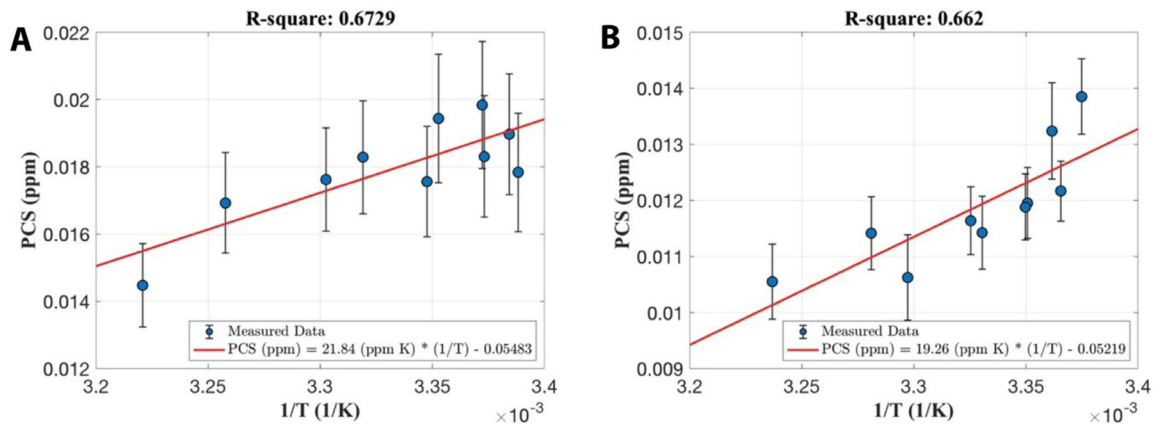 A
R-square: 0.6729
PCS (ppm)
0.022
0.02
0.018
0.016
0.014
0.012
Measured Data
PCS (ppm) = 21.84 (ppm K) * (1/T) - 0.05483
3.2 3.25 3.3 3.35 3.4
1/T (1/K)
×10⁻³
B
R-square: 0.662
PCS (ppm)
0.015
0.014
0.013
0.012
0.011
0.01
0.009
Measured Data
PCS (ppm) = 19.26 (ppm K) * (1/T) - 0.05219
3.2 3.25 3.3 3.35 3.4
1/T (1/K)
×10⁻³